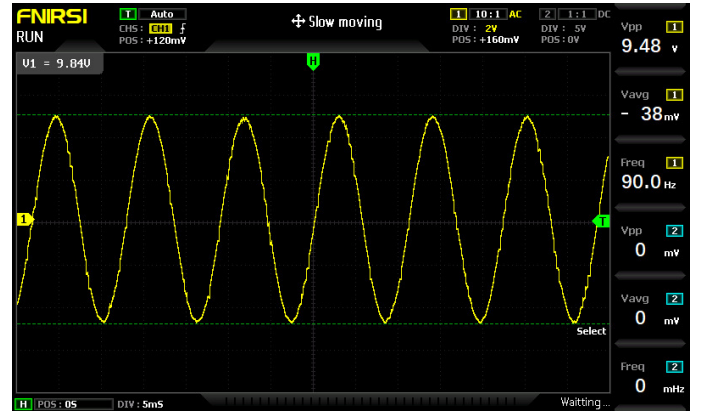 FNIRSI
RUN
T Auto
CHS: CH1
POS: +120mV
Slow moving
1 10:1 AC
DIV: 2V
POS: +160mV
2 1:1 DC
DIV: 5V
POS: 0V
V1 = 9.84V
H
1
T
Select
Vpp 1
9.48 V
Vavg 1
- 38 mV
Freq 1
90.0 Hz
Vpp 2
0 mV
Vavg 2
0 mV
Freq 2
0 mHz
H POS: 0S DIV: 5mS
Waitting...